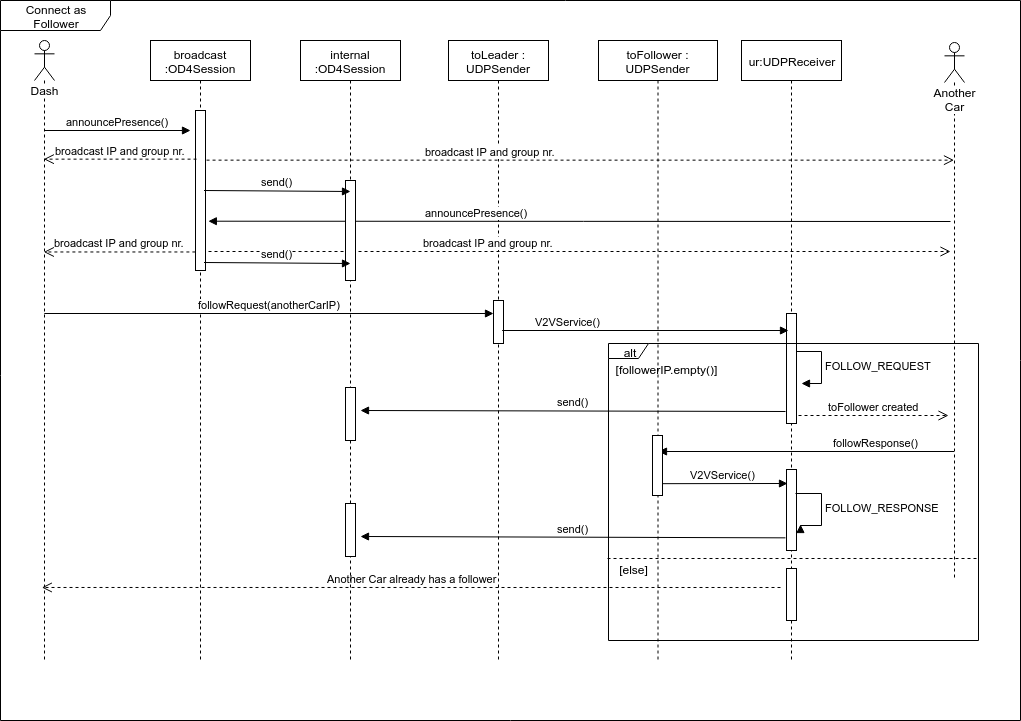 Connect as
Follower
broadcast
:OD4Session
internal
:OD4Session
toLeader :
UDPSender
toFollower :
UDPSender
ur:UDPReceiver
Dash
Another
Car
announcePresence()
broadcast IP and group nr.
broadcast IP and group nr.
send()
announcePresence()
broadcast IP and group nr.
broadcast IP and group nr.
send()
followRequest(anotherCarIP)
V2VService()
alt
[followerIP.empty()]
FOLLOW_REQUEST
send()
toFollower created
followResponse()
V2VService()
FOLLOW_RESPONSE
send()
[else]
Another Car already has a follower